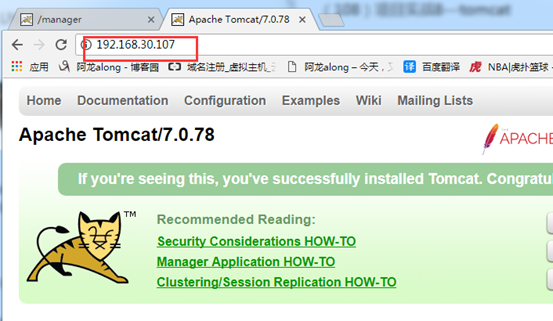 /manager
Apache Tomcat/7.0.78
192.168.30.107
应用
阿龙along - 博客园
域名注册_虚拟主机_云
阿龙along – 今天,
译
百度翻译
虎
NBA|虎扑篮球 -
Home
Documentation
Configuration
Examples
Wiki
Mailing Lists
Apache Tomcat/7.0.78
APACHE
If you're seeing this, you've successfully installed Tomcat. Congratu
TM
Recommended Reading:
Security Considerations HOW-TO
Manager Application HOW-TO
Clustering/Session Replication HOW-TO